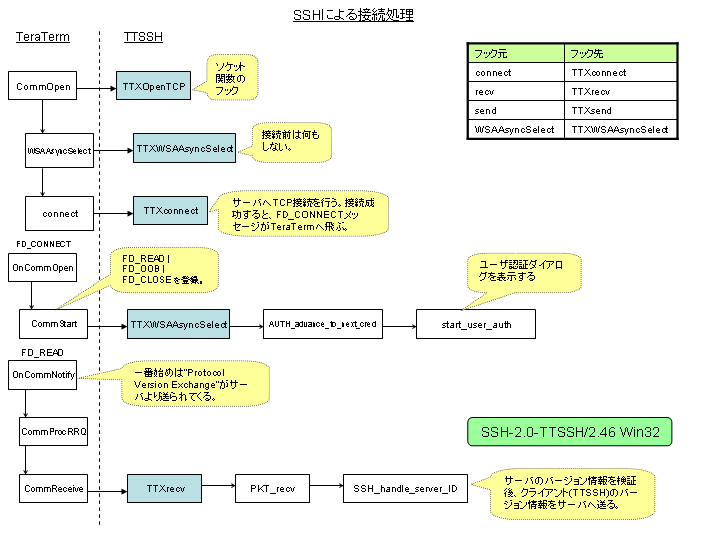 SSHによる接続処理
TeraTerm
TTSSH
フック元 フック先
connect TTXconnect
recv TTXrecv
send TTXsend
WSAAsyncSelect TTXWSAAsyncSelect
CommOpen
TTXOpenTCP
ソケット
関数の
フック
WSAAsyncSelect
TTXWSAAsyncSelect
接続前は何も
しない。
connect
TTXconnect
サーバへTCP接続を行う。接続成
功すると、FD_CONNECTメッ
セージがTeraTermへ飛ぶ。
FD_CONNECT
OnCommOpen
FD_READ|
FD_OOB|
FD_CLOSEを登録。
ユーザ認証ダイアロ
グを表示する
CommStart
TTXWSAAsyncSelect
AUTH_advance_to_next_cred
start_user_auth
FD_READ
OnCommNotify
一番始めは"Protocol
Version Exchange"がサー
バより送られてくる。
CommProcRRQ
SSH-2.0-TTSSH/2.46 Win32
CommReceive
TTXrecv
PKT_recv
SSH_handle_server_ID
サーバのバージョン情報を検証
後、クライアント(TTSSH)のバー
ジョン情報をサーバへ送る。